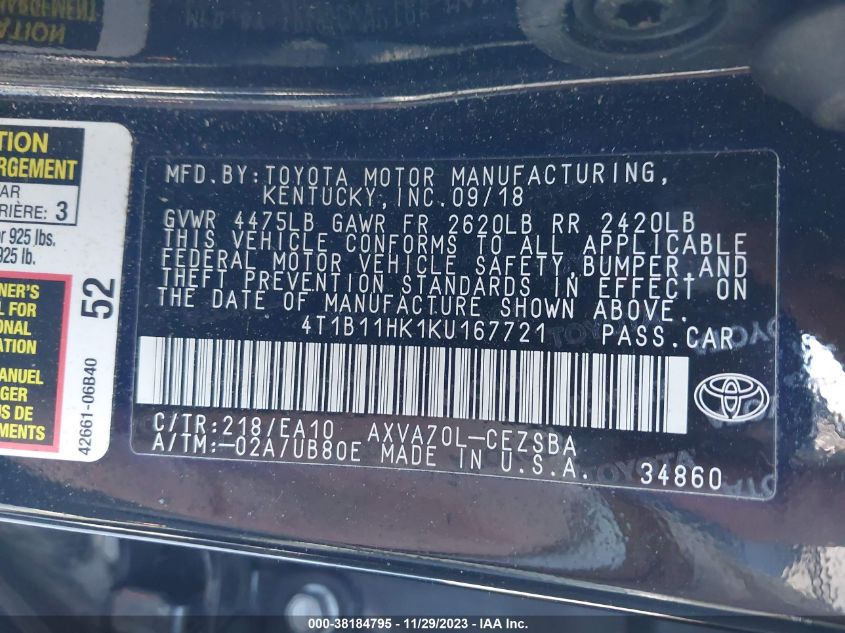 TION
RGEMENT
AR
RIÈRE: 3
r 925 lbs.
925 lb.
NER'S
L FOR
ONAL
ATION
ANUEL
GER
US DE
TIONS
52
42661-06B40
MFD. BY: TOYOTA MOTOR MANUFACTURING,
KENTUCKY, INC. 09/18
GVWR 4475LB GAWR FR 2620LB RR 2420LB
THIS VEHICLE CONFORMS TO ALL APPLICABLE
FEDERAL MOTOR VEHICLE SAFETY, BUMPER, AND
THEFT PREVENTION STANDARDS IN EFFECT ON
THE DATE OF MANUFACTURE SHOWN ABOVE.
4T1B11HK1KU167721 PASS.CAR
C/TR: 218/EA10 AXVA70L-CEZSBA
A/TM: -02A/UB80E MADE IN U.S.A. 34860
000-38184795 - 11/29/2023 - IAA Inc.